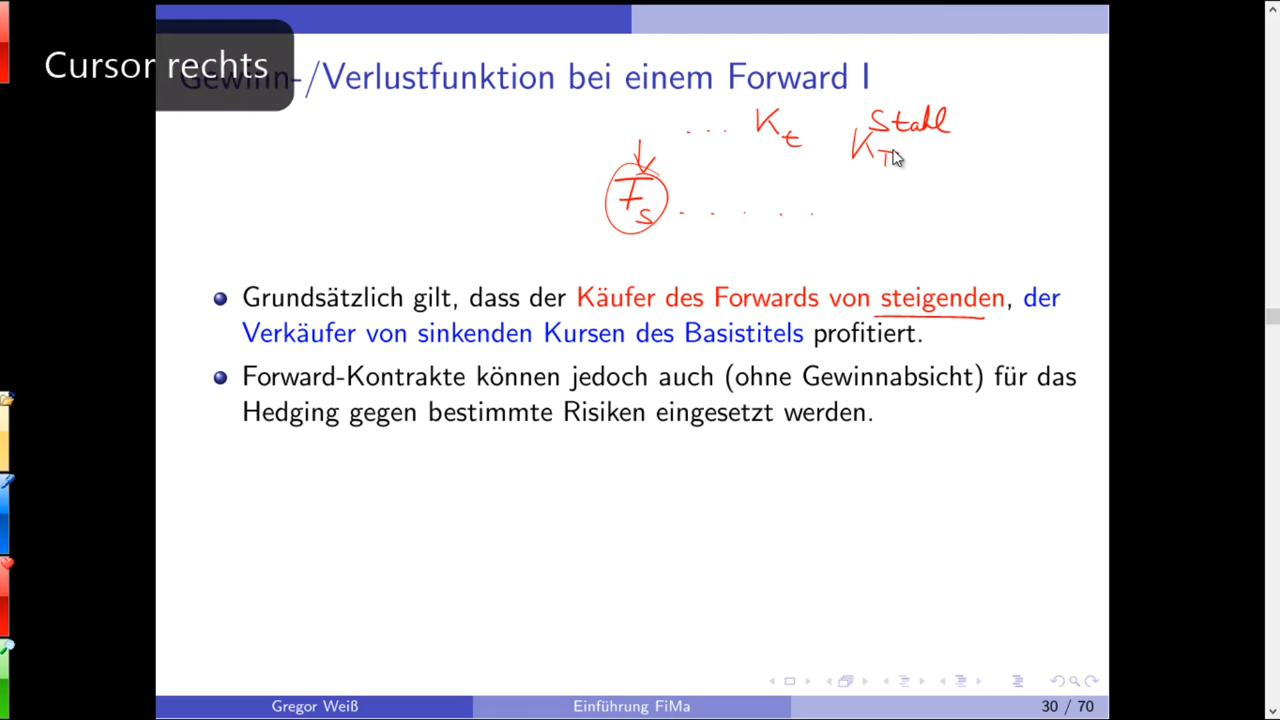 Cursor rechts
Gewinn-/Verlustfunktion bei einem Forward I
... K_t K_T^Stahl
F_s . . . . .
Grundsätzlich gilt, dass der Käufer des Forwards von steigenden, der
Verkäufer von sinkenden Kursen des Basistitels profitiert.
Forward-Kontrakte können jedoch auch (ohne Gewinnabsicht) für das
Hedging gegen bestimmte Risiken eingesetzt werden.
Gregor Weiß Einführung FiMa 30 / 70